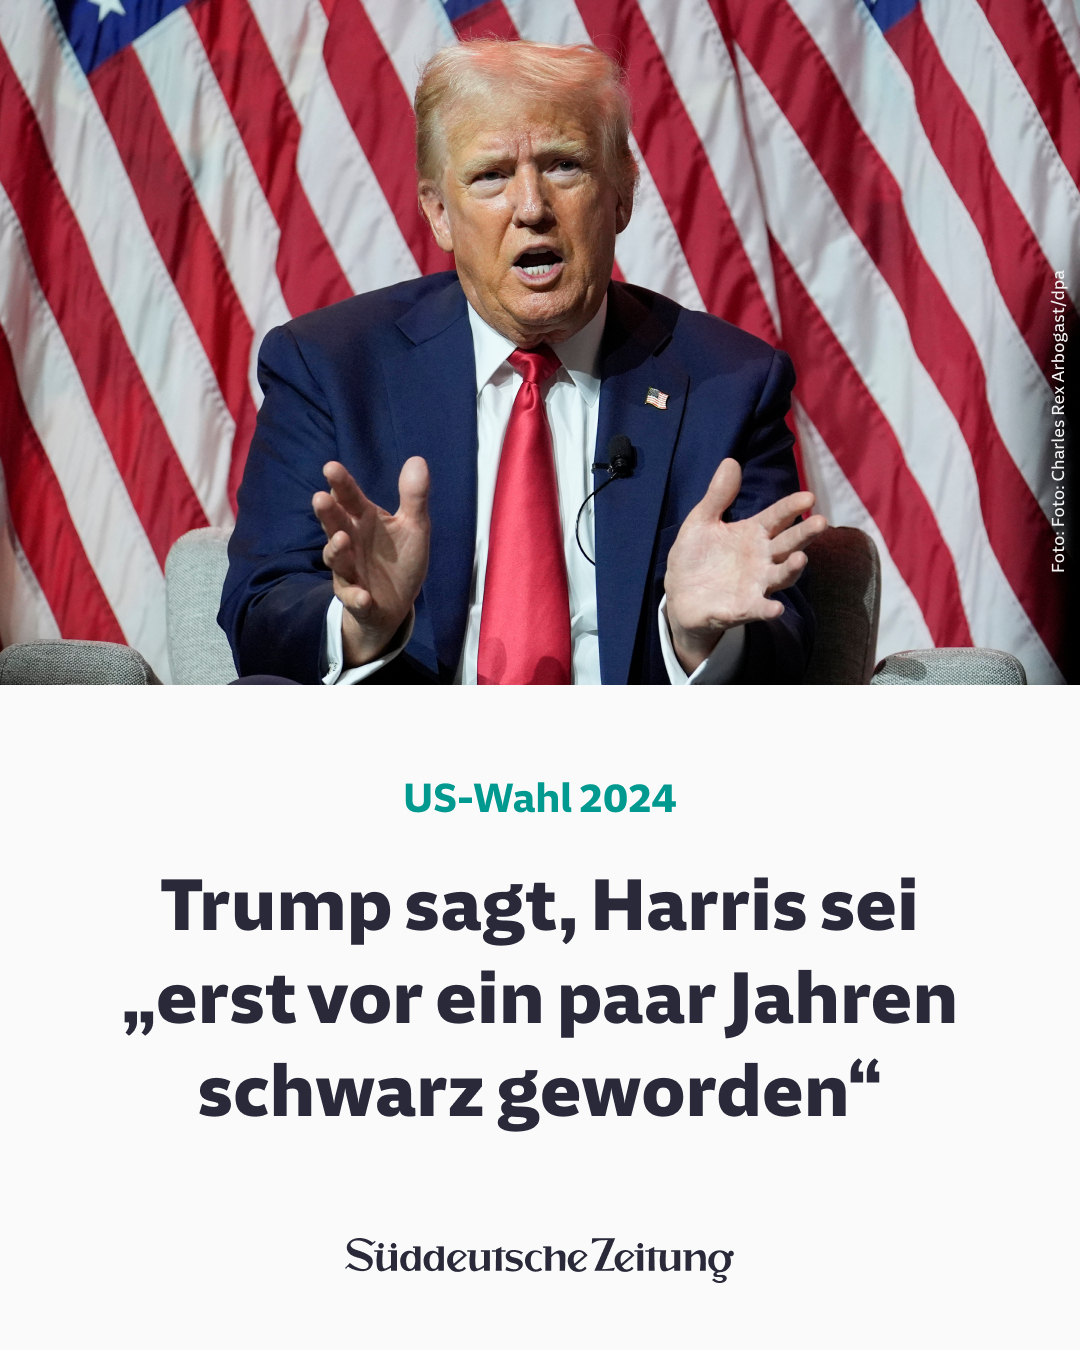 Foto: Foto: Charles Rex Arbogast/dpa
US-Wahl 2024
Trump sagt, Harris sei
„erst vor ein paar Jahren
schwarz geworden“
Süddeutsche Zeitung